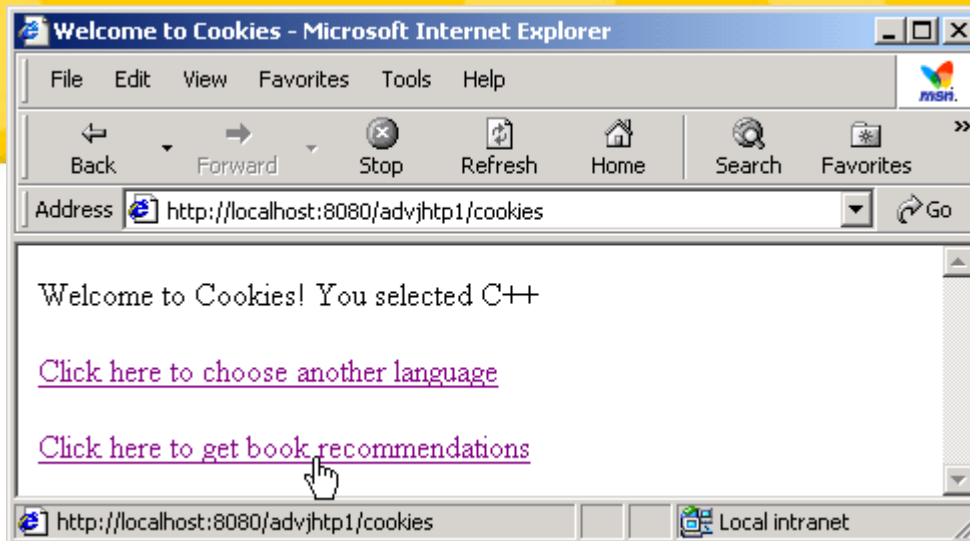 Welcome to Cookies - Microsoft Internet Explorer
File Edit View Favorites Tools Help
msn.
Back Forward Stop Refresh Home Search Favorites »
Address http://localhost:8080/advjhtp1/cookies Go
Welcome to Cookies! You selected C++
Click here to choose another language
Click here to get book recommendations
http://localhost:8080/advjhtp1/cookies Local intranet